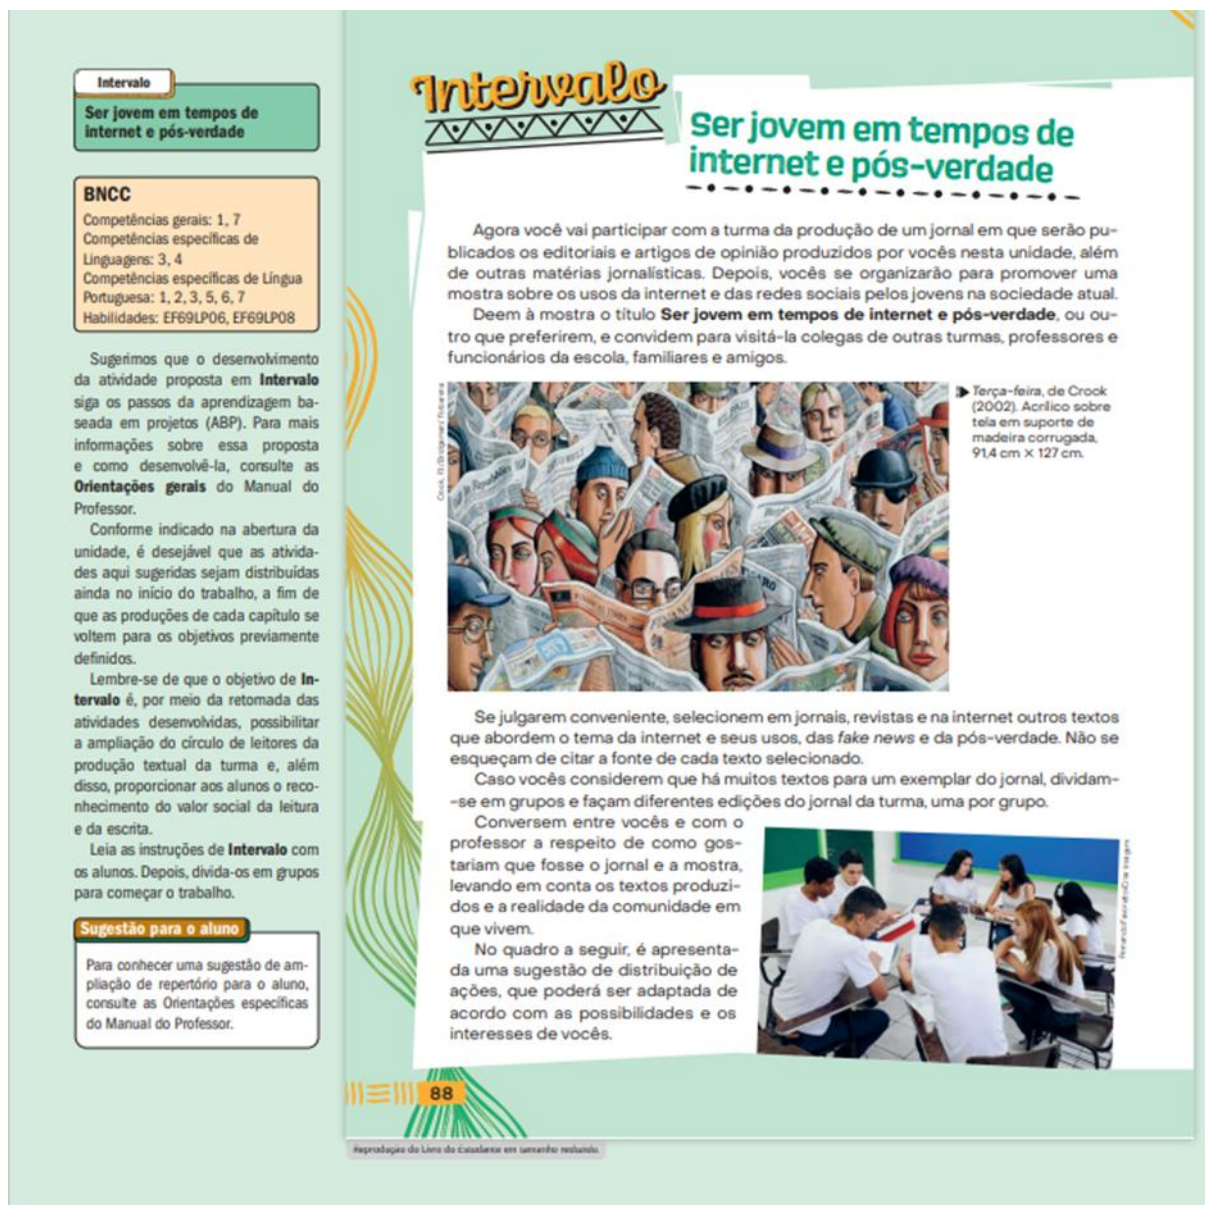 Intervalo
Ser jovem em tempos de
internet e pós-verdade
BNCC
Competências gerais: 1, 7
Competências específicas de
Linguagens: 3, 4
Competências específicas de Língua
Portuguesa: 1, 2, 3, 5, 6, 7
Habilidades: EF69LP06, EF69LP08
Sugerimos que o desenvolvimento
da atividade proposta em Intervalo
siga os passos da aprendizagem ba-
seada em projetos (ABP). Para mais
informações sobre essa proposta
e como desenvolvê-la, consulte as
Orientações gerais do Manual do
Professor.
Conforme indicado na abertura da
unidade, é desejável que as ativida-
des aqui sugeridas sejam distribuídas
ainda no início do trabalho, a fim de
que as produções de cada capítulo se
voltem para os objetivos previamente
definidos.
Lembre-se de que o objetivo de In-
tervalo é, por meio da retomada das
atividades desenvolvidas, possibilitar
a ampliação do círculo de leitores da
produção textual da turma e, além
disso, proporcionar aos alunos o reco-
nhecimento do valor social da leitura
e da escrita.
Leia as instruções de Intervalo com
os alunos. Depois, divida-os em grupos
para começar o trabalho.
Sugestão para o aluno
Para conhecer uma sugestão de am-
pliação de repertório para o aluno,
consulte as Orientações específicas
do Manual do Professor.
Intervalo
Ser jovem em tempos de
internet e pós-verdade
Agora você vai participar com a turma da produção de um jornal em que serão pu-
blicados os editoriais e artigos de opinião produzidos por vocês nesta unidade, além
de outras matérias jornalísticas. Depois, vocês se organizarão para promover uma
mostra sobre os usos da internet e das redes sociais pelos jovens na sociedade atual.
Deem à mostra o título Ser jovem em tempos de internet e pós-verdade, ou ou-
tro que preferirem, e convidem para visitá-la colegas de outras turmas, professores e
funcionários da escola, familiares e amigos.
Terça-feira, de Crook
(2002). Acrílico sobre
tela em suporte de
madeira corrugada,
91,4 cm × 127 cm.
Se julgarem conveniente, selecionem em jornais, revistas e na internet outros textos
que abordem o tema da internet e seus usos, das fake news e da pós-verdade. Não se
esqueçam de citar a fonte de cada texto selecionado.
Caso vocês considerem que há muitos textos para um exemplar do jornal, dividam-
-se em grupos e façam diferentes edições do jornal da turma, uma por grupo.
Conversem entre vocês e com o
professor a respeito de como gos-
tariam que fosse o jornal e a mostra,
levando em conta os textos produzi-
dos e a realidade da comunidade em
que vivem.
No quadro a seguir, é apresenta-
da uma sugestão de distribuição de
ações, que poderá ser adaptada de
acordo com as possibilidades e os
interesses de vocês.
88
Reprodução do Livro do Estudante em tamanho reduzido.